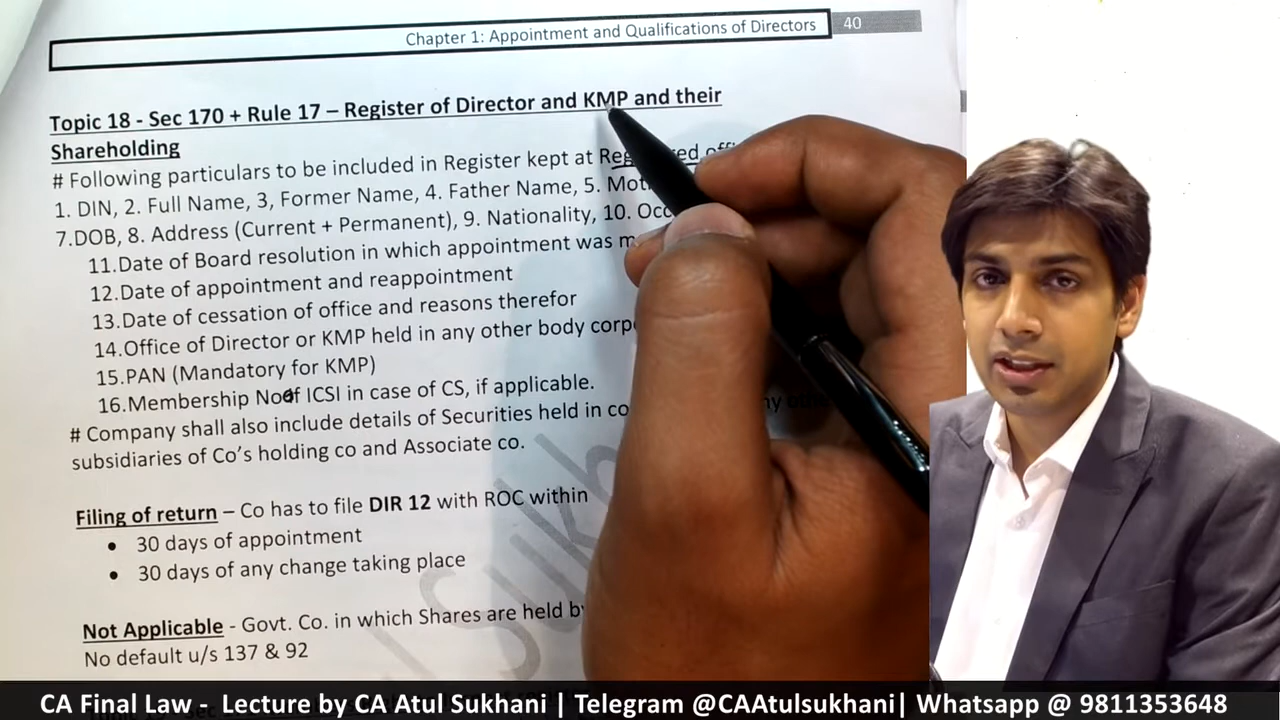 Chapter 1: Appointment and Qualifications of Directors 40
Topic 18 - Sec 170 + Rule 17 – Register of Director and KMP and their
Shareholding
# Following particulars to be included in Register kept at Registered
1. DIN, 2. Full Name, 3, Former Name, 4. Father Name, 5.
7.DOB, 8. Address (Current + Permanent), 9. Nationality, 10.
11.Date of Board resolution in which appointment was
12.Date of appointment and reappointment
13.Date of cessation of office and reasons therefor
14.Office of Director or KMP held in any other body
15.PAN (Mandatory for KMP)
16.Membership No of ICSI in case of CS, if applicable.
# Company shall also include details of Securities held in
subsidiaries of Co's holding co and Associate co.
Filing of return – Co has to file DIR 12 with ROC within
• 30 days of appointment
• 30 days of any change taking place
Not Applicable - Govt. Co. in which Shares are held
No default u/s 137 & 92
CA Final Law - Lecture by CA Atul Sukhani | Telegram @CAAtulsukhani| Whatsapp @ 9811353648